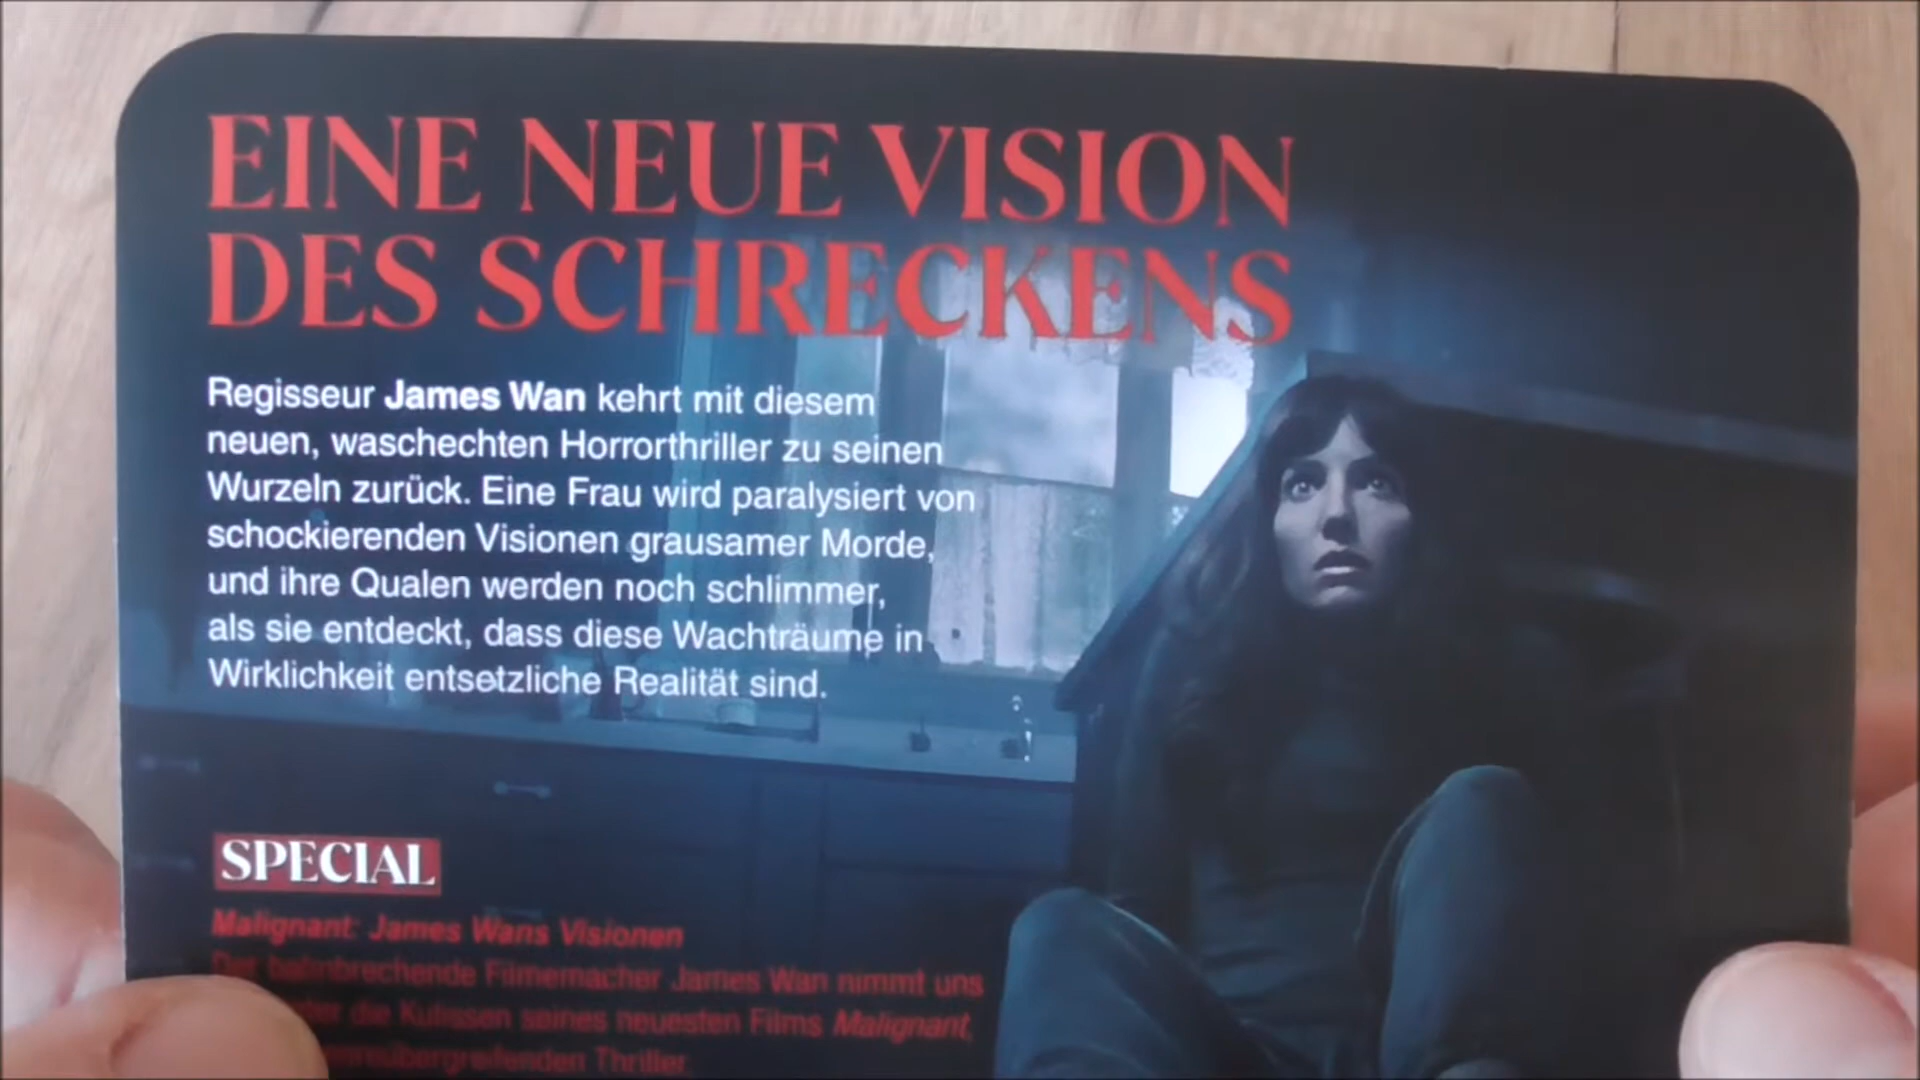 EINE NEUE VISION
DES SCHRECKENS
Regisseur James Wan kehrt mit diesem
neuen, waschechten Horrorthriller zu seinen
Wurzeln zurück. Eine Frau wird paralysiert von
schockierenden Visionen grausamer Morde,
und ihre Qualen werden noch schlimmer,
als sie entdeckt, dass diese Wachträume in
Wirklichkeit entsetzliche Realität sind.
SPECIAL
Malignant: James Wans Visionen
Der bahnbrechende Filmemacher James Wan nimmt uns
die Kulissen seines neuesten Films Malignant,
Thriller.